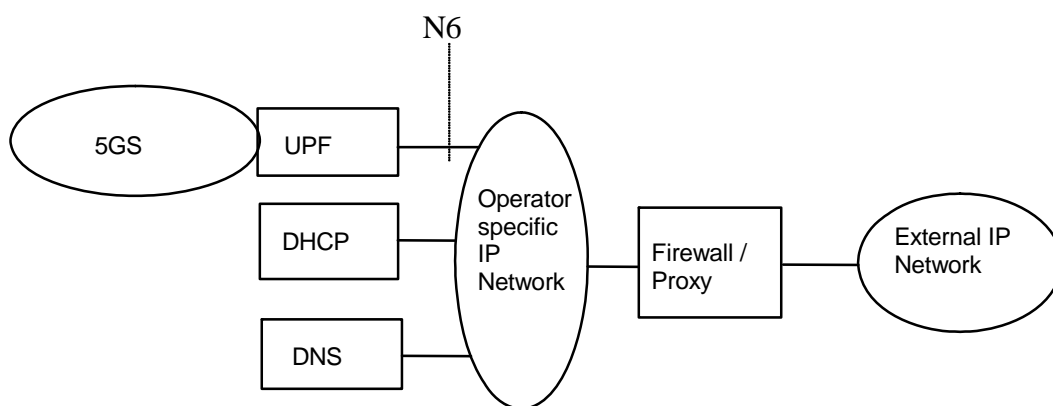 N6
5GS
UPF
DHCP
DNS
Operator
specific
IP
Network
Firewall /
Proxy
External IP
Network